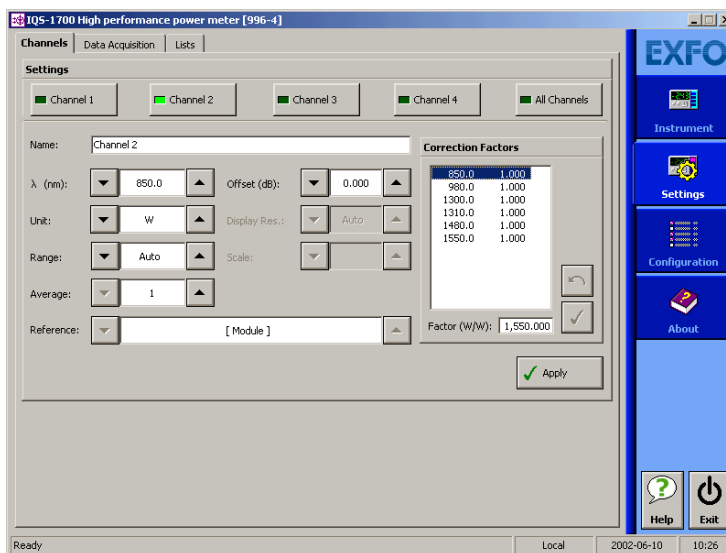 IQS-1700 High performance power meter [996-4]
Channels Data Acquisition Lists
EXFO
Settings
Channel 1 Channel 2 Channel 3 Channel 4 All Channels
Instrument
Name: Channel 2
Correction Factors
λ (nm): 850.0 Offset (dB): 0.000
850.0 1.000
980.0 1.000
1300.0 1.000
1310.0 1.000
1480.0 1.000
1550.0 1.000
Settings
Unit: W Display Res.: Auto
Range: Auto Scale:
Configuration
Average: 1
Reference: [ Module ]
Factor (W/W): 1,550.000
About
Apply
Help Exit
Ready Local 2002-06-10 10:26